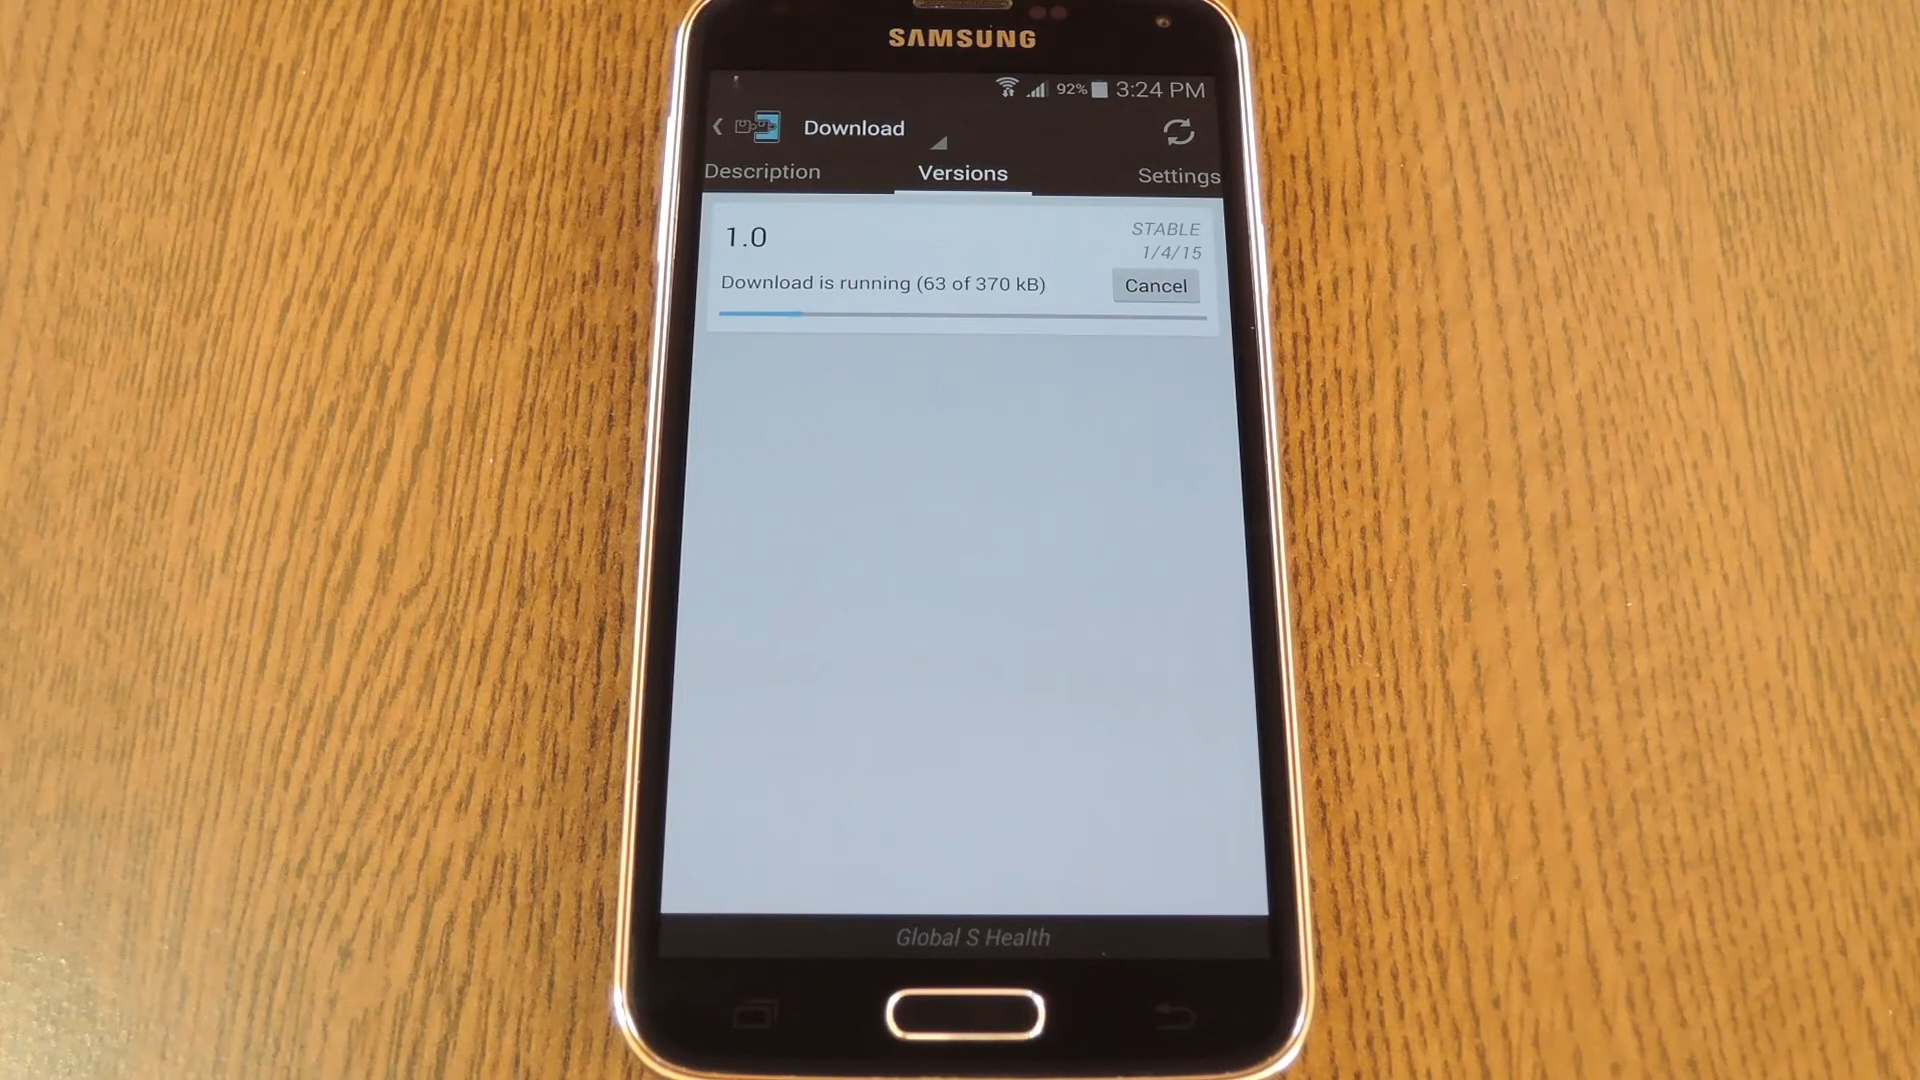 SAMSUNG
92% 3:24 PM
Download
Description Versions Settings
1.0 STABLE
1/4/15
Download is running (63 of 370 kB) Cancel
Global S Health